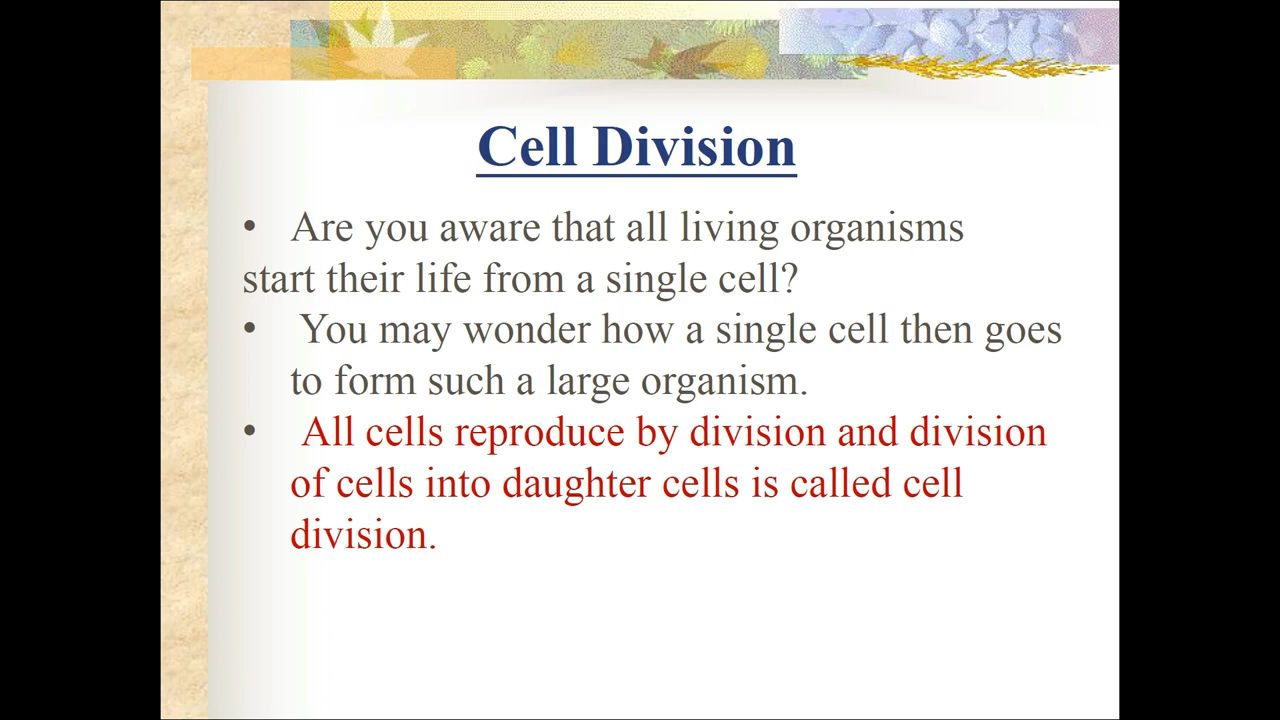 Cell Division
• Are you aware that all living organisms
start their life from a single cell?
• You may wonder how a single cell then goes
to form such a large organism.
• All cells reproduce by division and division
of cells into daughter cells is called cell
division.